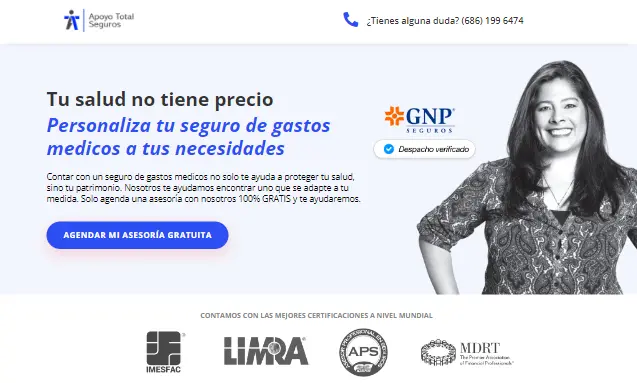 Apoyo Total
Seguros
¿Tienes alguna duda? (686) 199 6474
Tu salud no tiene precio
Personaliza tu seguro de gastos
medicos a tus necesidades
Contar con un seguro de gastos medicos no solo te ayuda a proteger tu salud,
sino tu patrimonio. Nosotros te ayudamos encontrar uno que se adapte a tu
medida. Solo agenda una asesoría con nosotros 100% GRATIS y te ayudaremos.
AGENDAR MI ASESORÍA GRATUITA
GNP
SEGUROS
Despacho verificado
CONTAMOS CON LAS MEJORES CERTIFICACIONES A NIVEL MUNDIAL
IMESFAC
LIMRA
APS
MDRT
The Premier Association
of Financial Professionals